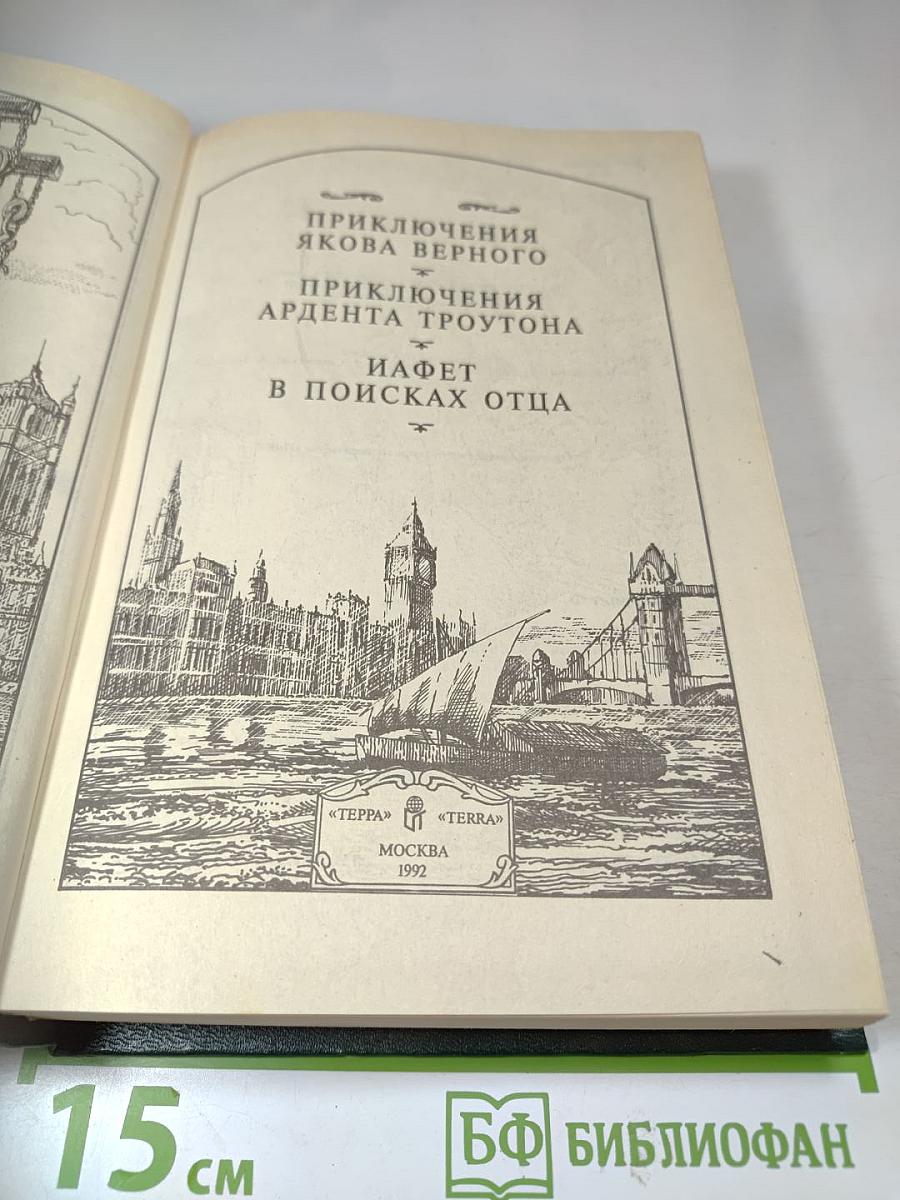 ПРИКЛЮЧЕНИЯ
ЯКОВА ВЕРНОГО
ПРИКЛЮЧЕНИЯ
АРДЕНТА ТРОУТОНА
ИАФЕТ
В ПОИСКАХ ОТЦА
«ТЕРРА» «TERRA»
МОСКВА
1992
15 см
БФ БИБЛИОФАН